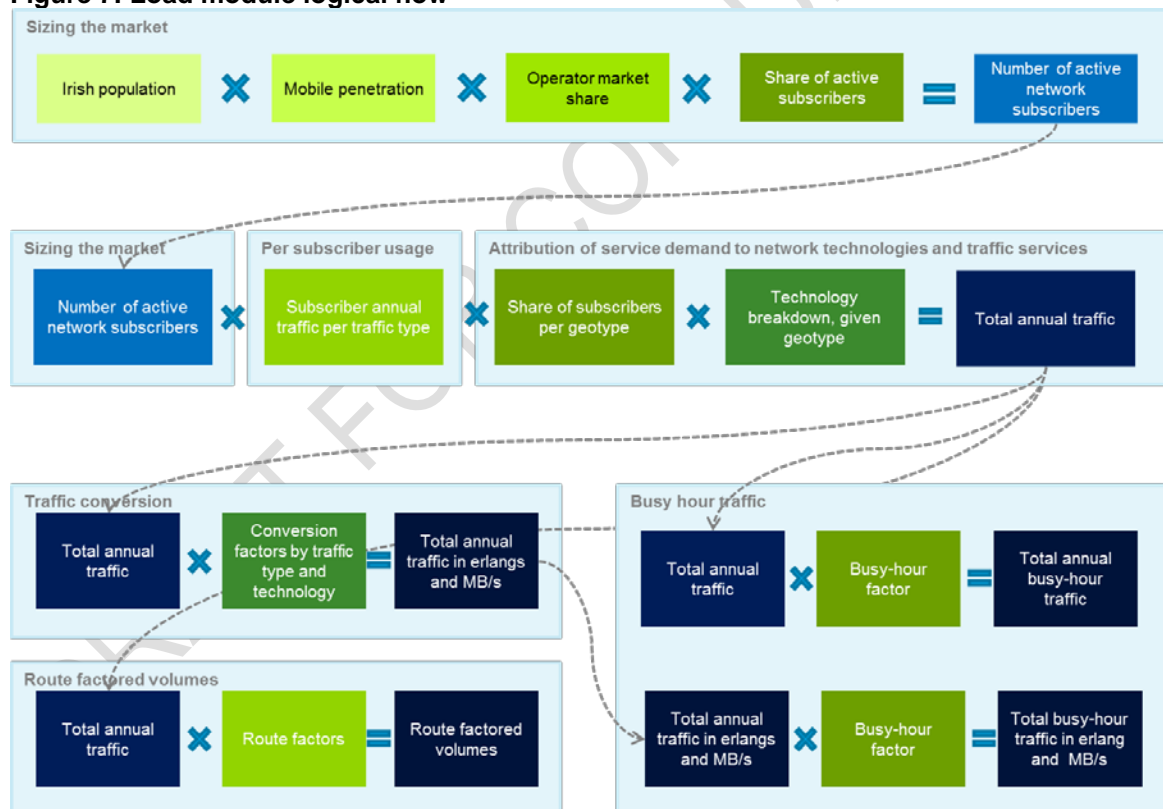 Figure 7: Load module logical flow
Sizing the market
Irish population
Mobile penetration
Operator market
share
Share of active
subscribers
Number of active
network
subscribers
Sizing the market
Per subscriber usage
Attribution of service demand to network technologies and traffic services
Number of active
network subscribers
Subscriber annual
traffic per traffic type
Share of subscribers
per geotype
Technology
breakdown, given
geotype
Total annual traffic
Traffic conversion
Total annual
traffic
Conversion
factors by traffic
type and
technology
Total annual
traffic in erlangs
and MB/s
Busy hour traffic
Total annual
traffic
Busy-hour
factor
Total annual
busy-hour
traffic
Route factored volumes
Total annual
traffic
Route factors
Route factored
volumes
Total annual
traffic in erlangs
and MB/s
Busy-hour
factor
Total busy-hour
traffic in erlang
and MB/s